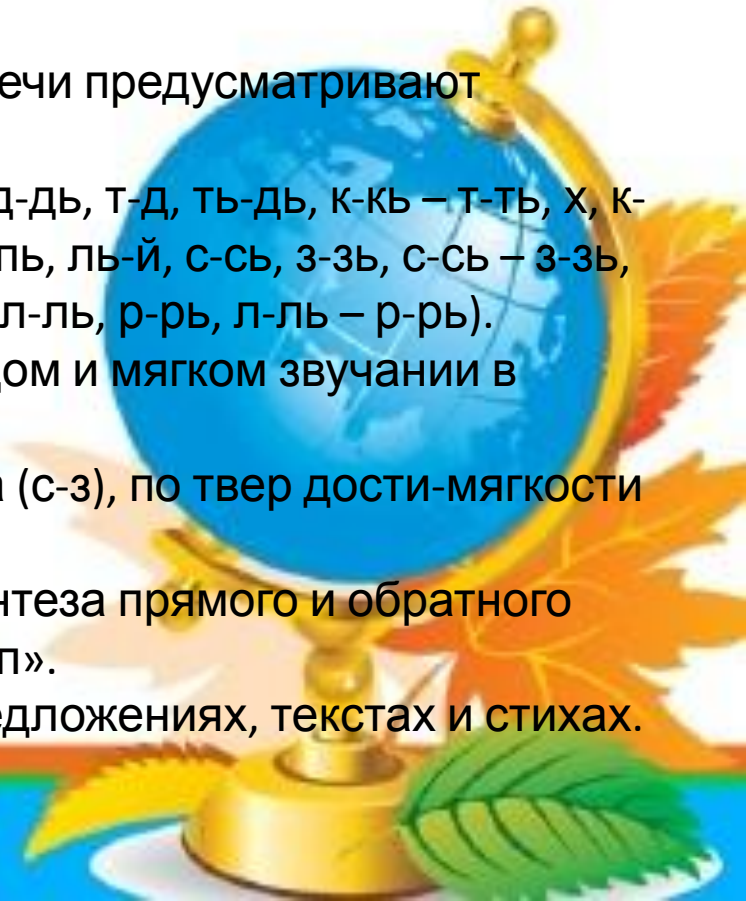 ечи предусматривают
д-дь, т-д, ть-дь, к-кь – т-ть, х, к-
ль, ль-й, с-сь, з-зь, с-сь – з-зь,
л-ль, р-рь, л-ль – р-рь).
дом и мягком звучании в
а (с-з), по твер дости-мягкости
нтеза прямого и обратного
п».
едложениях, текстах и стихах.